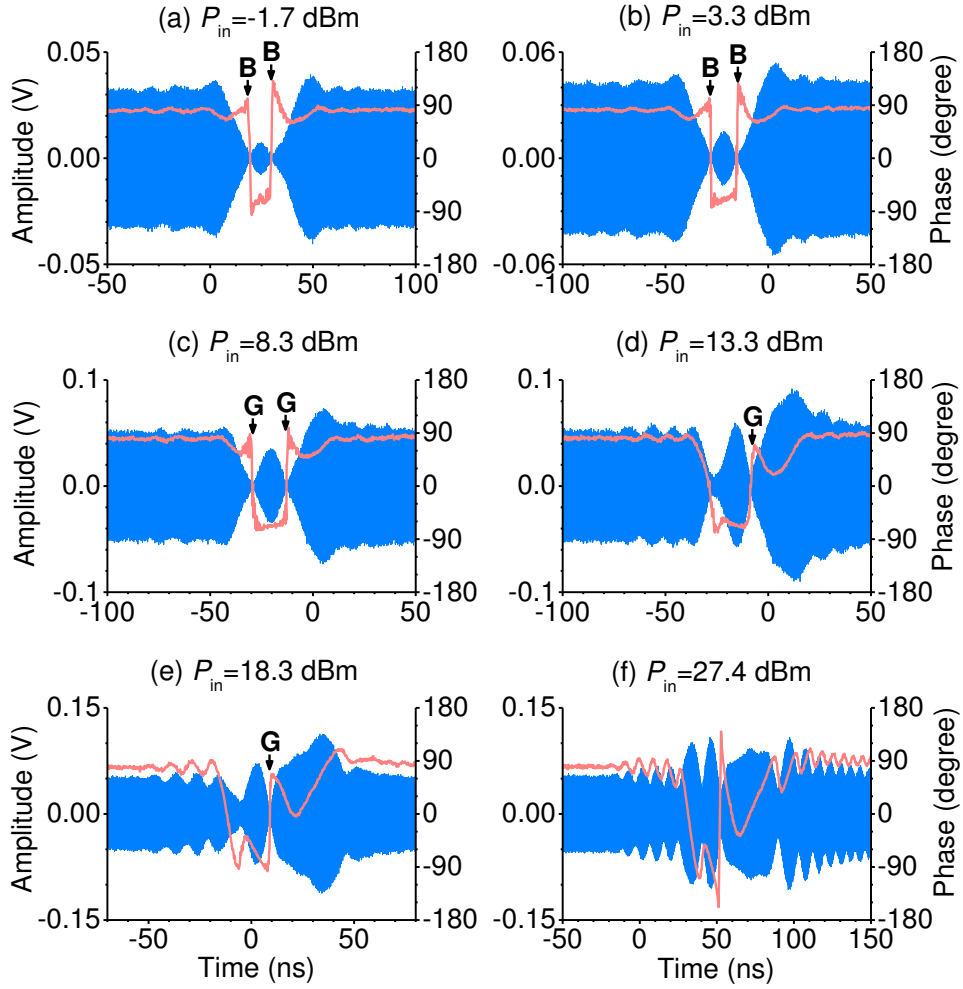 (a) Pin=-1.7 dBm
(b) Pin=3.3 dBm
0.05
0.00
-0.05
Amplitude (V)
B B
180
90
0
-90
-180
-50 0 50 100
0.06
0.00
-0.06
B B
180
90
0
-90
-180
Phase (degree)
-100 -50 0 50
(c) Pin=8.3 dBm
(d) Pin=13.3 dBm
0.1
0.0
-0.1
Amplitude (V)
G G
180
90
0
-90
-180
-100 -50 0 50
0.1
0.0
-0.1
G
180
90
0
-90
-180
Phase (degree)
-100 -50 0 50
(e) Pin=18.3 dBm
(f) Pin=27.4 dBm
0.15
0.00
-0.15
Amplitude (V)
G
180
90
0
-90
-180
-50 0 50
Time (ns)
0.15
0.00
-0.15
180
90
0
-90
-180
Phase (degree)
-50 0 50 100 150
Time (ns)